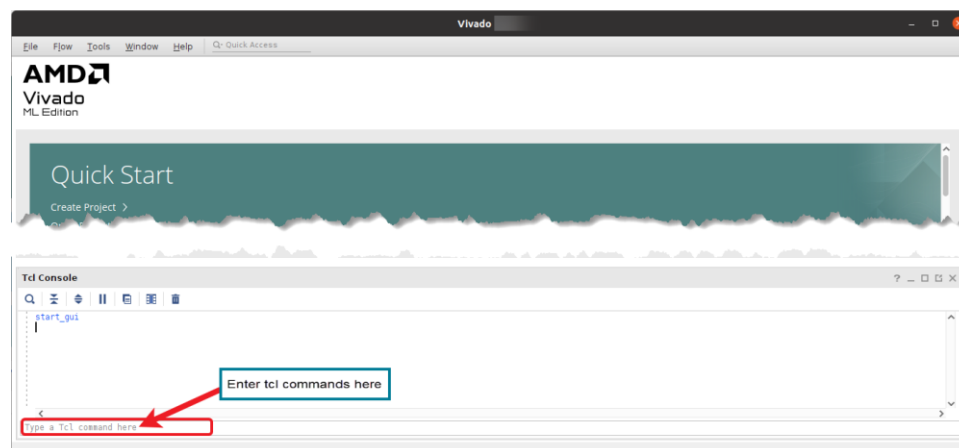 Vivado
File Flow Tools Window Help Quick Access
AMD
Vivado
ML Edition
Quick Start
Create Project >
Tcl Console
start_gui
Enter tcl commands here
Type a Tcl command here